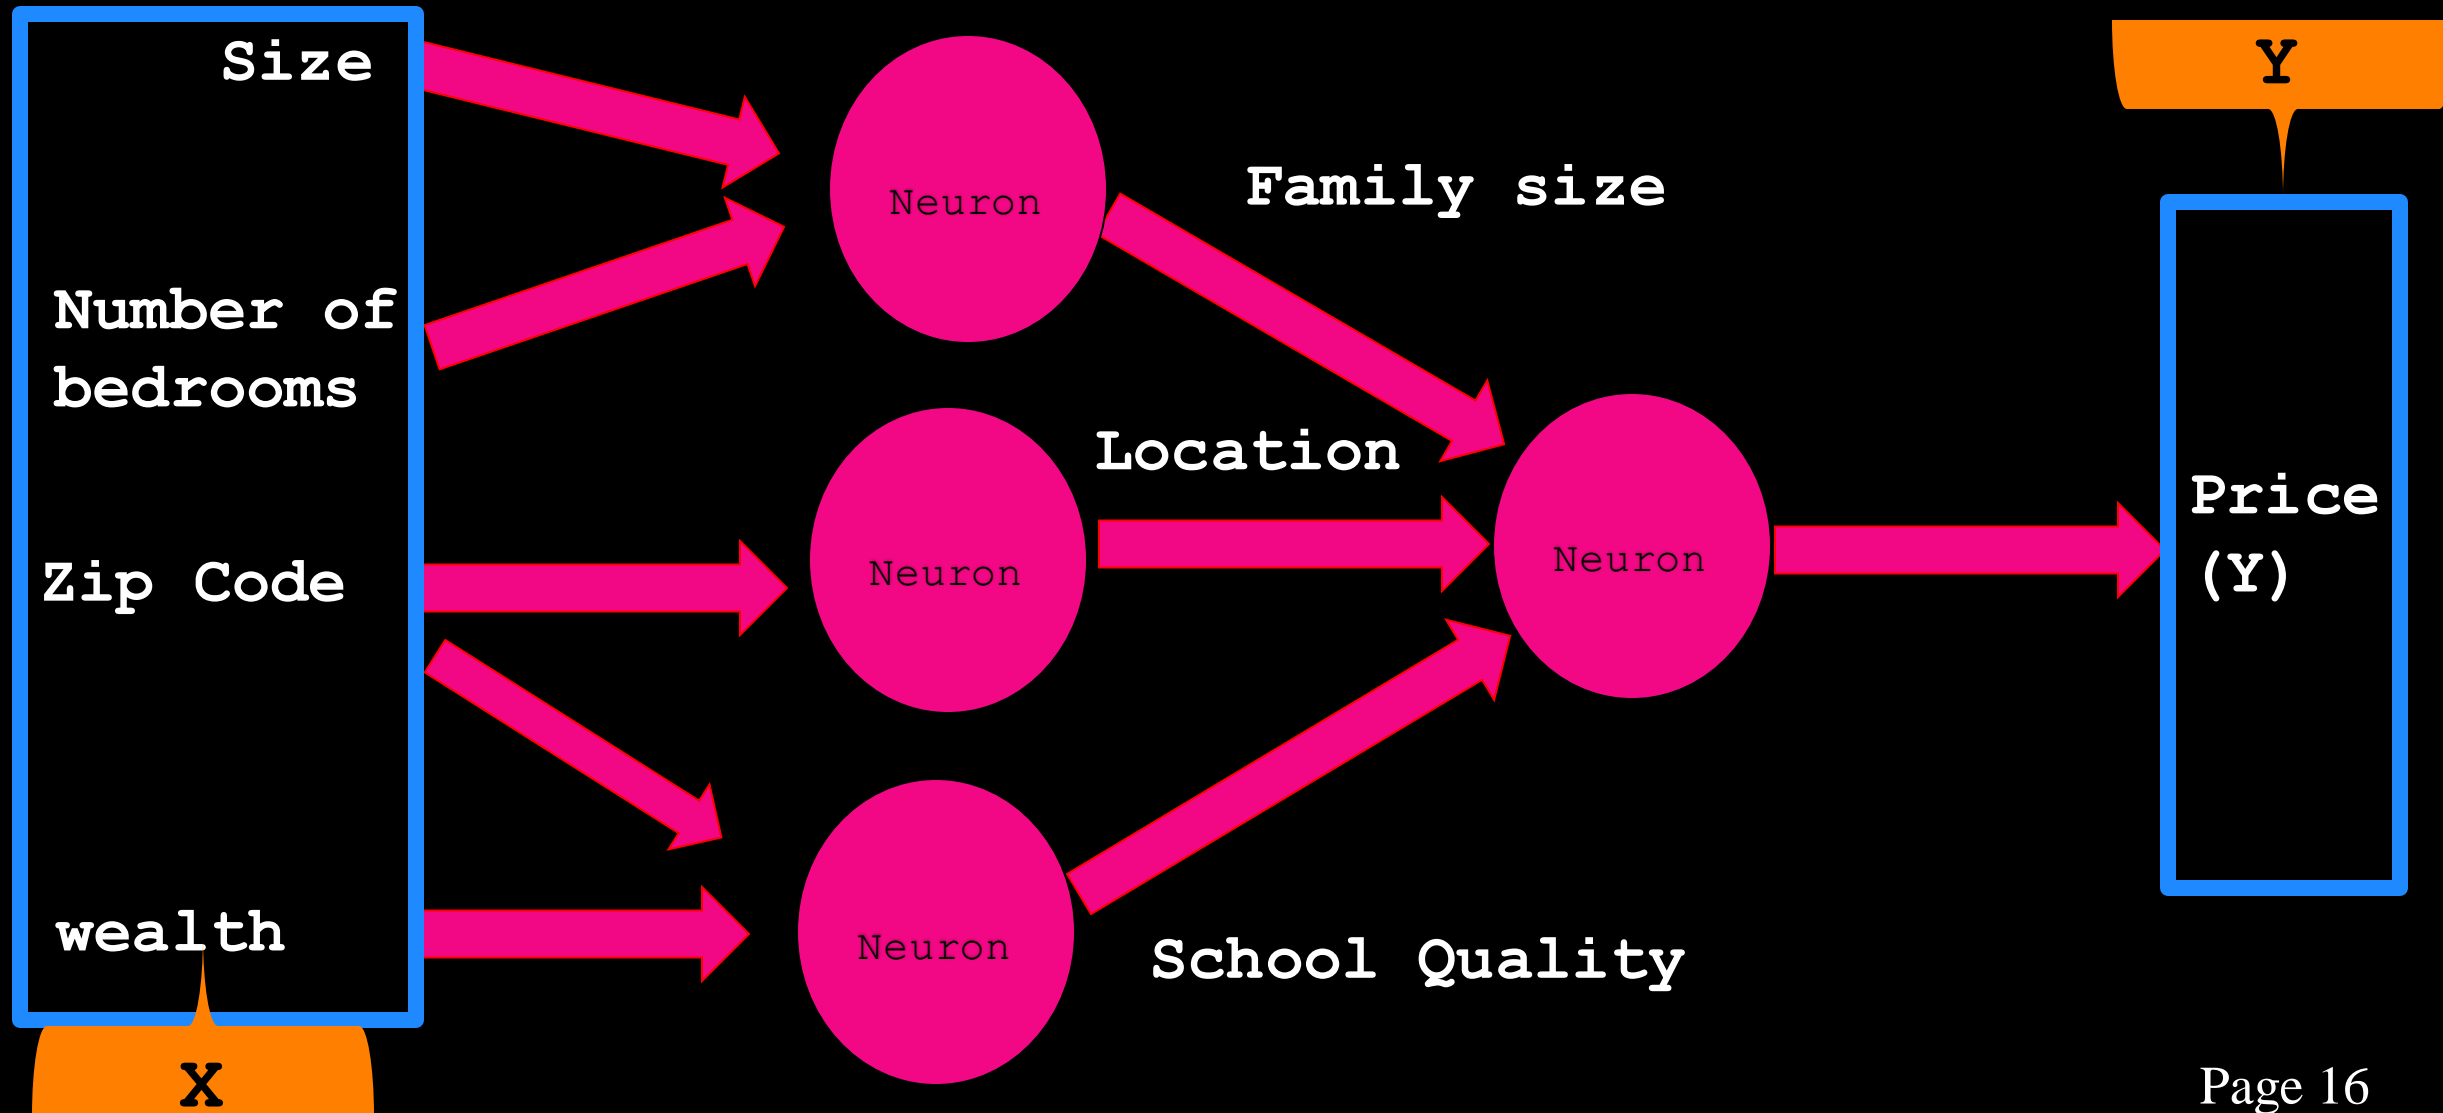 Size
Number of
bedrooms
Zip Code
wealth
X
Neuron
Neuron
Neuron
Family size
Location
School Quality
Neuron
Y
Price
(Y)
Page 16